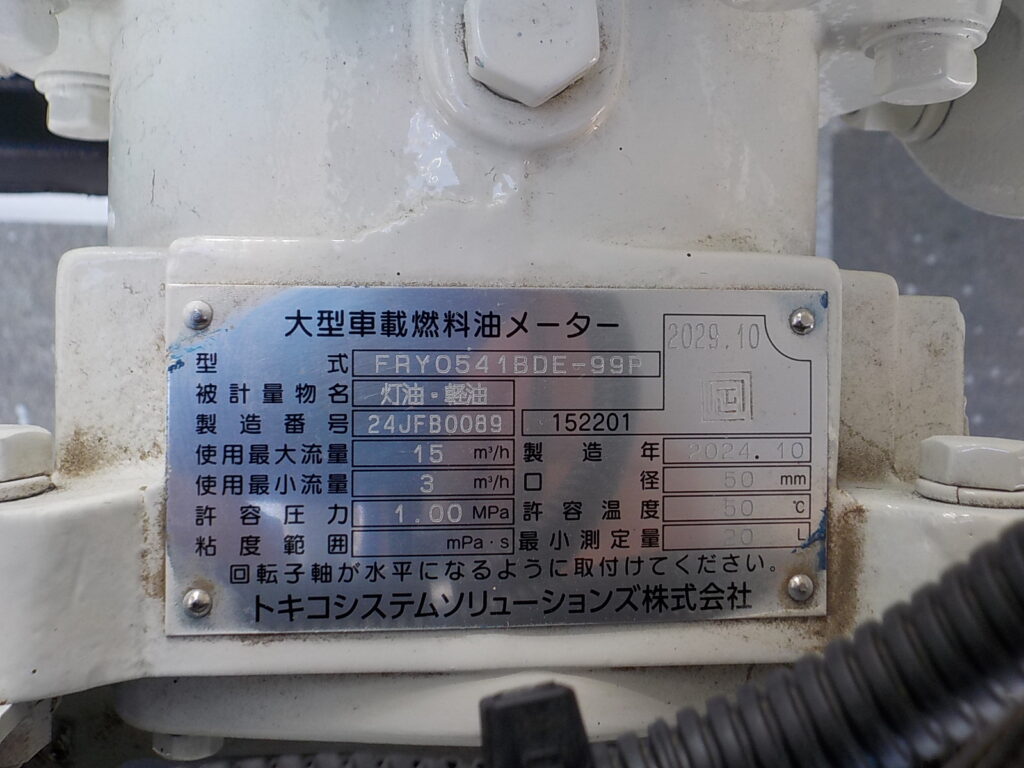 大型車載燃料油メーター
2029.10
型式 FRY0541BDE-99P
被計量物名 灯油・軽油
製造番号 24JFB0089 152201
使用最大流量 15 m³/h 製造年 2024.10
使用最小流量 3 m³/h 口径 50 mm
許容圧力 1.00 MPa 許容温度 50 ℃
粘度範囲 mPa・s 最小測定量 20 L
回転子軸が水平になるように取付けてください。
トキコシステムソリューションズ株式会社